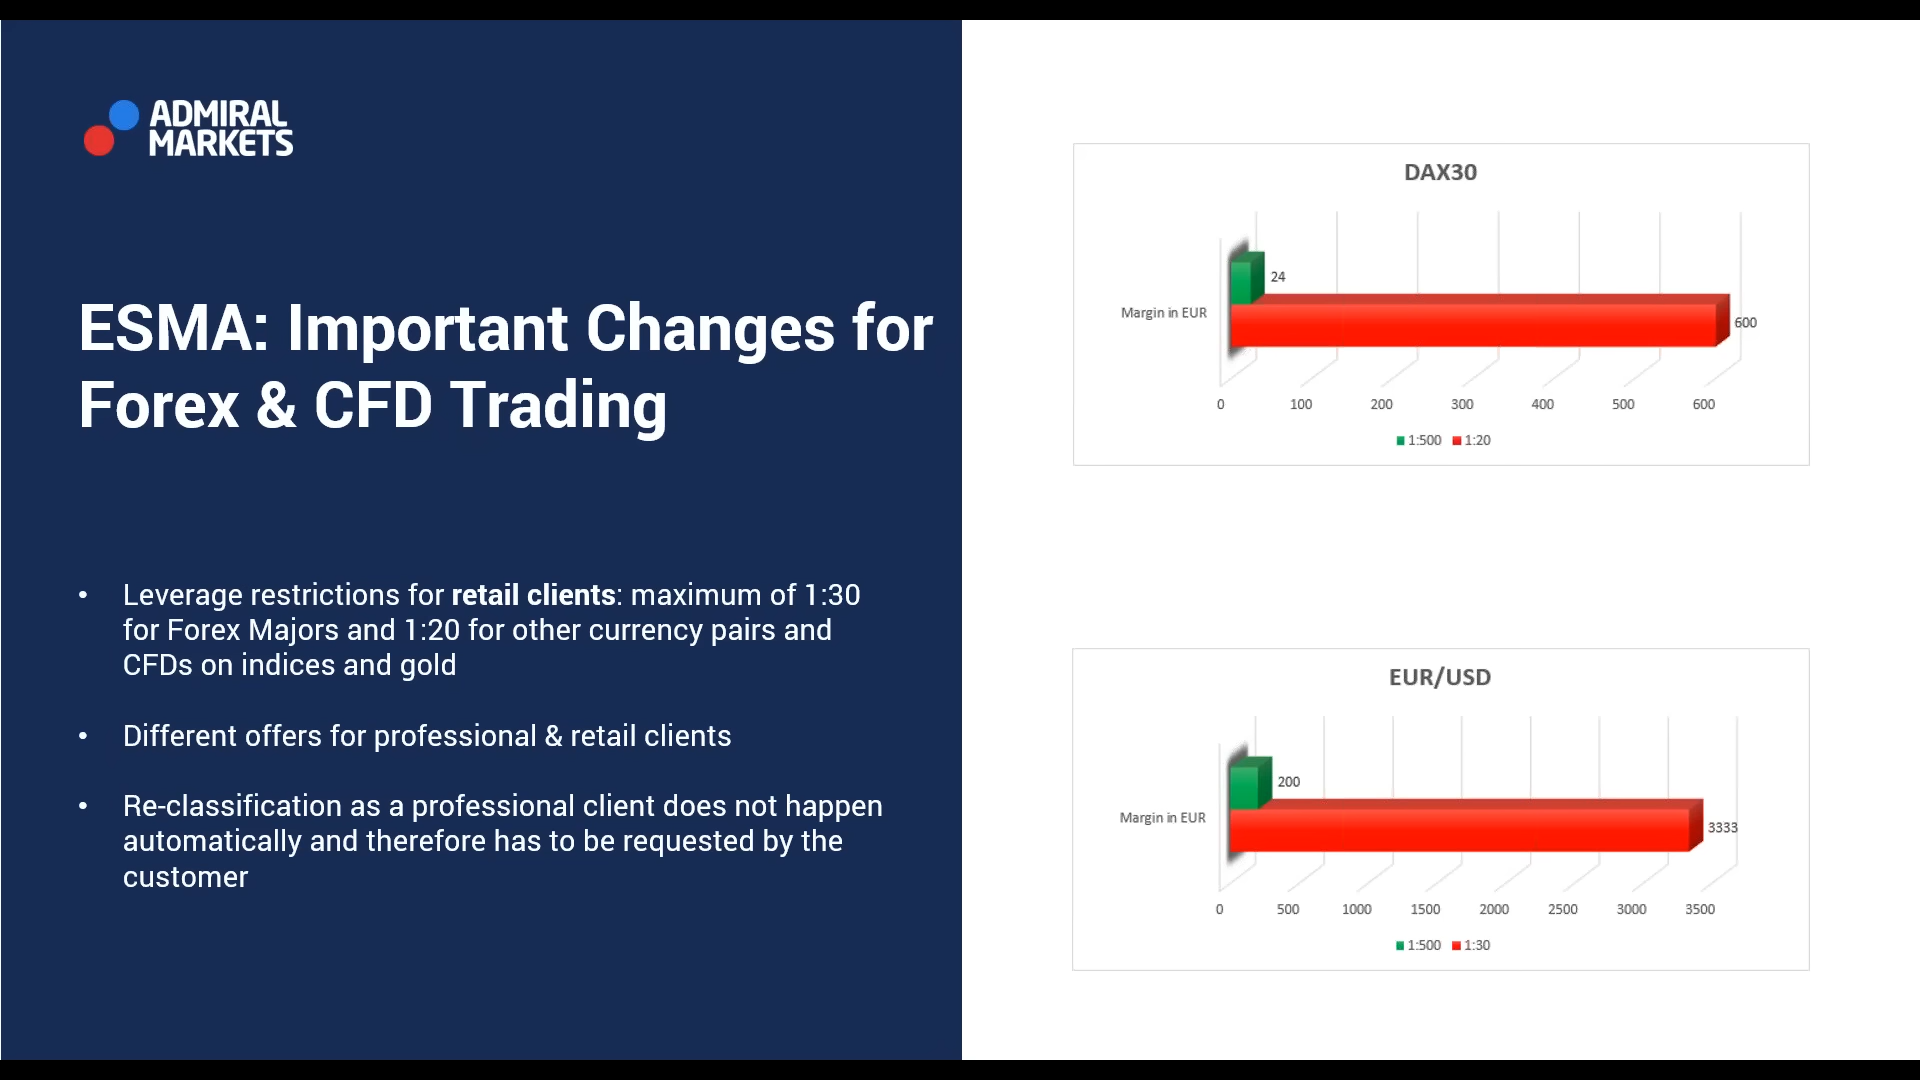 ADMIRAL
MARKETS
ESMA: Important Changes for
Forex & CFD Trading
• Leverage restrictions for retail clients: maximum of 1:30
for Forex Majors and 1:20 for other currency pairs and
CFDs on indices and gold
• Different offers for professional & retail clients
• Re-classification as a professional client does not happen
automatically and therefore has to be requested by the
customer
DAX30
24
Margin in EUR
600
0 100 200 300 400 500 600
1:500 1:20
EUR/USD
200
Margin in EUR
3333
0 500 1000 1500 2000 2500 3000 3500
1:500 1:30